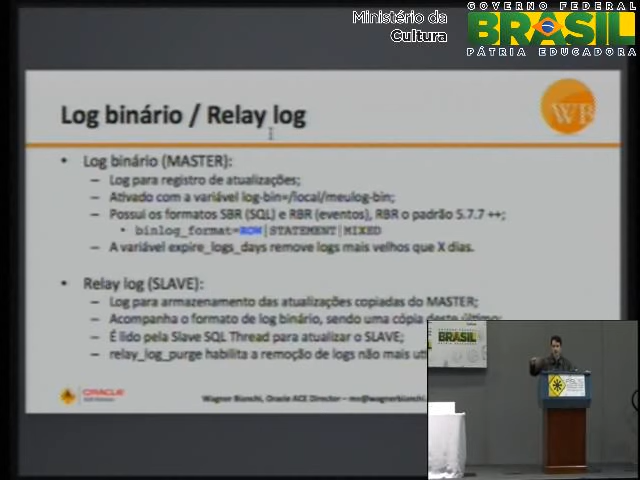 Ministério da
Cultura
GOVERNO FEDERAL
BRASIL
PÁTRIA EDUCADORA
Log binário / Relay log
WB
• Log binário (MASTER):
– Log para registro de atualizações;
– Ativado com a variável log-bin=/local/meulog-bin;
– Possui os formatos SBR (SQL) e RBR (eventos), RBR o padrão 5.7.7 ++;
• binlog_format=ROW|STATEMENT|MIXED
– A variável expire_logs_days remove logs mais velhos que X dias.
• Relay log (SLAVE):
– Log para armazenamento das atualizações copiadas do MASTER;
– Acompanha o formato de log binário, sendo uma cópia deste último;
– É lido pela Slave SQL Thread para atualizar o SLAVE;
– relay_log_purge habilita a remoção de logs não mais
ORACLE
Wagner Bianchi, Oracle ACE Director – me@wagnerbianchi.
BRASIL